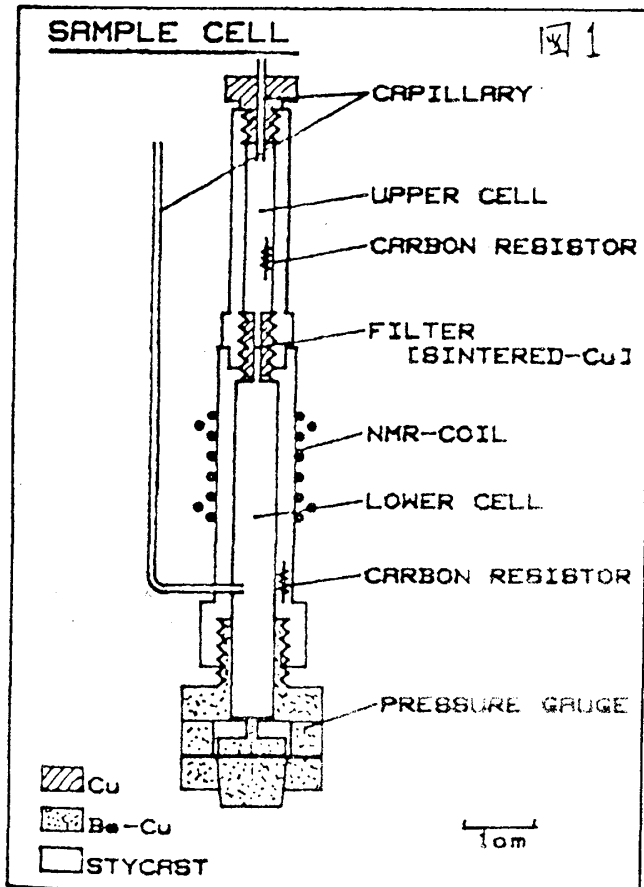 SAMPLE CELL
図1
CAPILLARY
UPPER CELL
CARBON RESISTOR
FILTER
[SINTERED-Cu]
NMR-COIL
LOWER CELL
CARBON RESISTOR
PRESSURE GAUGE
Cu
Be-Cu
STYCAST
1cm